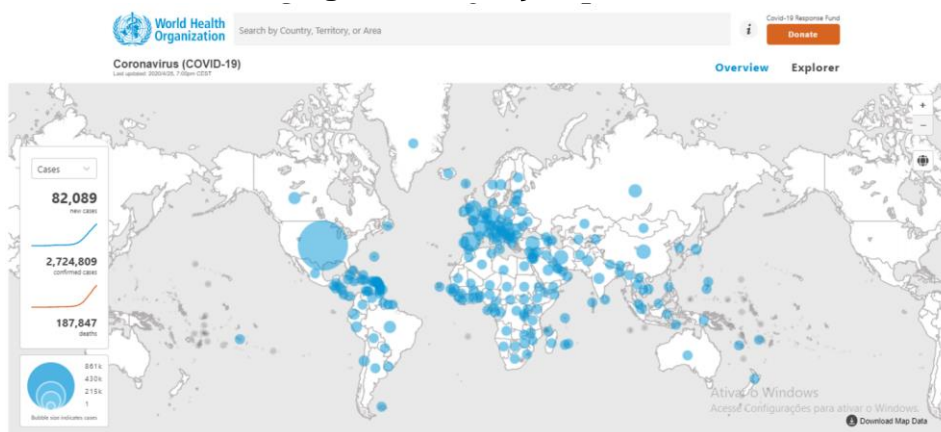 World Health
Organization
Search by Country, Territory, or Area
i
Covid-19 Response Fund
Donate
Coronavirus (COVID-19)
Overview
Explorer
+
−
Cases
82,089
new cases
2,724,809
confirmed cases
187,847
deaths
861k
430k
215k
1
Bubble size indicates cases
Ativar o Windows
Acesse Configurações para ativar o Windows.
Download Map Data